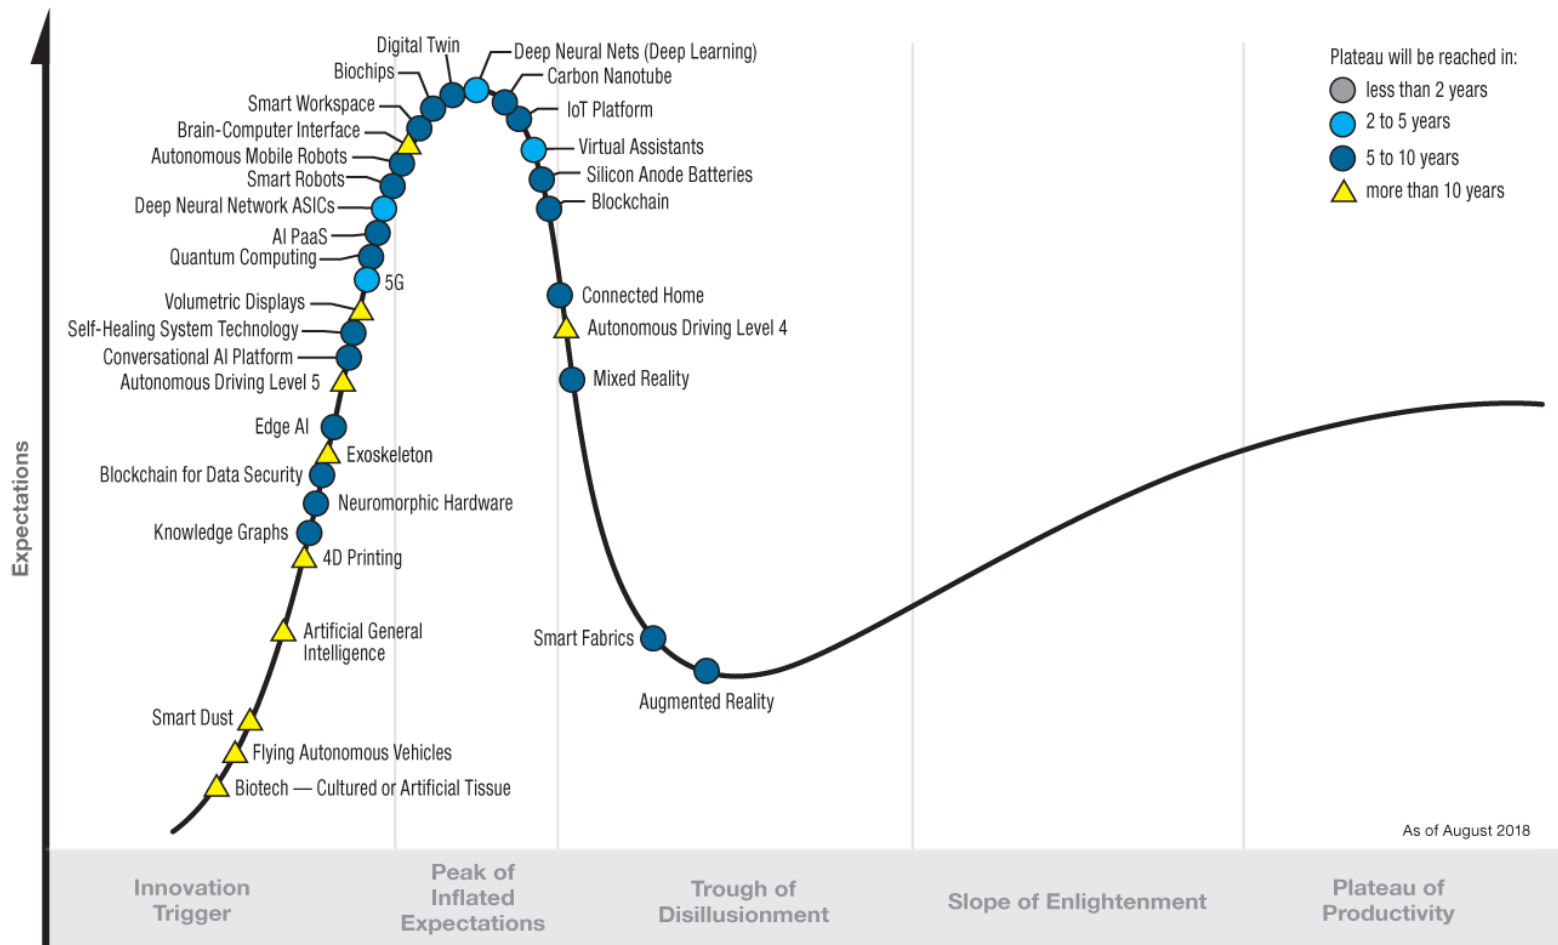 Digital Twin
Deep Neural Nets (Deep Learning)
Biochips
Carbon Nanotube
Smart Workspace
IoT Platform
Brain-Computer Interface
Virtual Assistants
Autonomous Mobile Robots
Silicon Anode Batteries
Smart Robots
Blockchain
Deep Neural Network ASICs
AI PaaS
Quantum Computing
5G
Connected Home
Volumetric Displays
Autonomous Driving Level 4
Self-Healing System Technology
Conversational AI Platform
Mixed Reality
Autonomous Driving Level 5
Edge AI
Exoskeleton
Blockchain for Data Security
Neuromorphic Hardware
Knowledge Graphs
4D Printing
Artificial General
Intelligence
Smart Fabrics
Augmented Reality
Smart Dust
Flying Autonomous Vehicles
Biotech — Cultured or Artificial Tissue
Plateau will be reached in:
less than 2 years
2 to 5 years
5 to 10 years
more than 10 years
Expectations
As of August 2018
Innovation
Trigger
Peak of
Inflated
Expectations
Trough of
Disillusionment
Slope of Enlightenment
Plateau of
Productivity